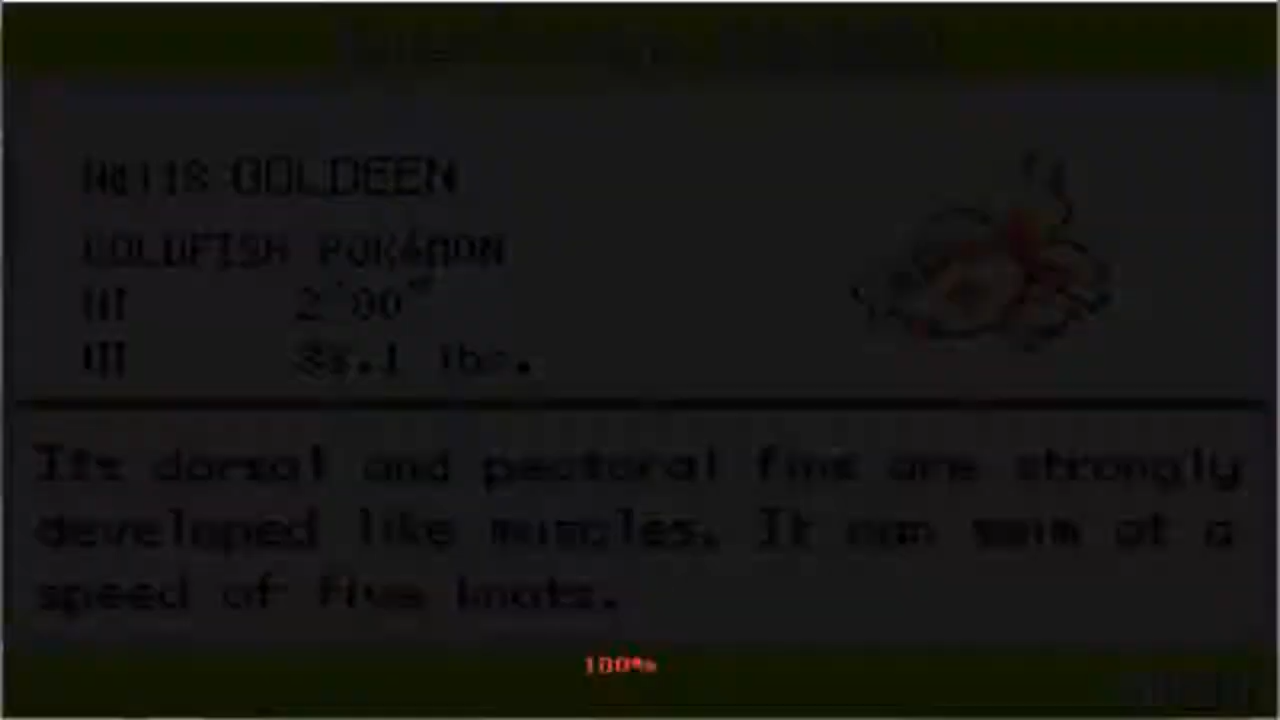 No118 GOLDEEN
GOLDFISH POKéMON
HT 2'00"
WT 33.1 lbs.
Its dorsal and pectoral fins are strongly
developed like muscles. It can swim at a
speed of five knots.
100%